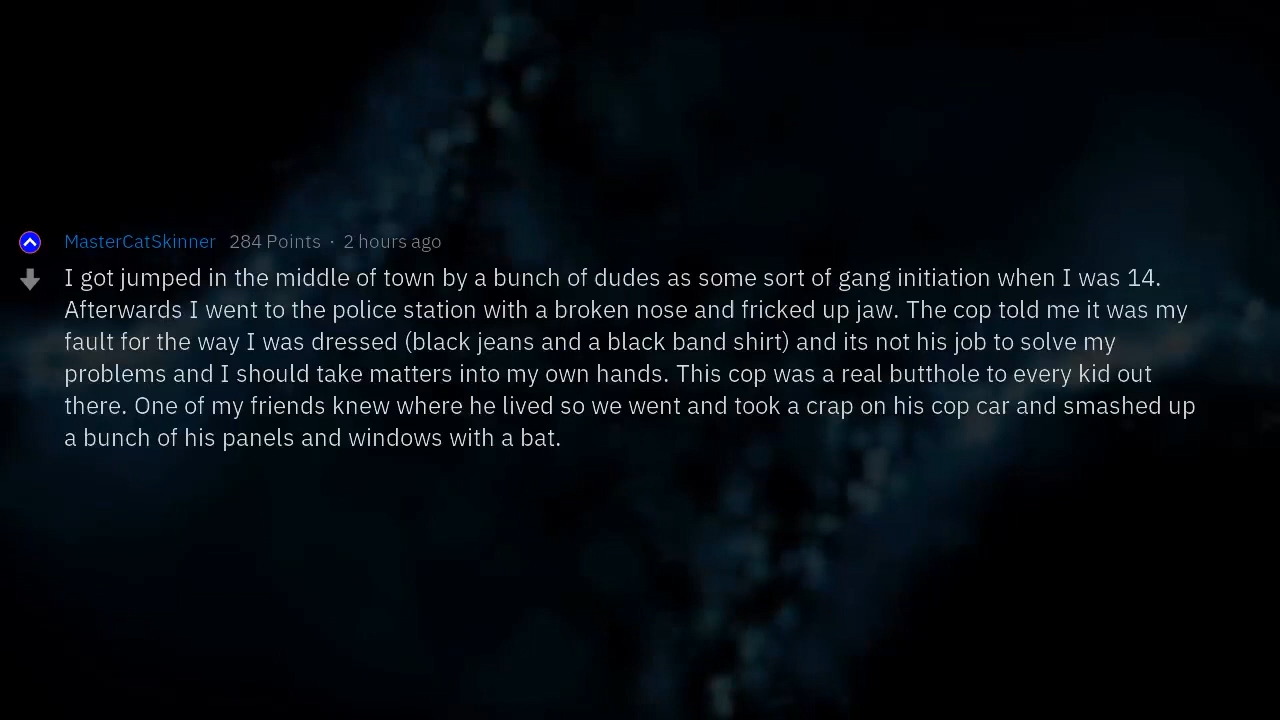 MasterCatSkinner 284 Points · 2 hours ago
I got jumped in the middle of town by a bunch of dudes as some sort of gang initiation when I was 14.
Afterwards I went to the police station with a broken nose and fricked up jaw. The cop told me it was my
fault for the way I was dressed (black jeans and a black band shirt) and its not his job to solve my
problems and I should take matters into my own hands. This cop was a real butthole to every kid out
there. One of my friends knew where he lived so we went and took a crap on his cop car and smashed up
a bunch of his panels and windows with a bat.